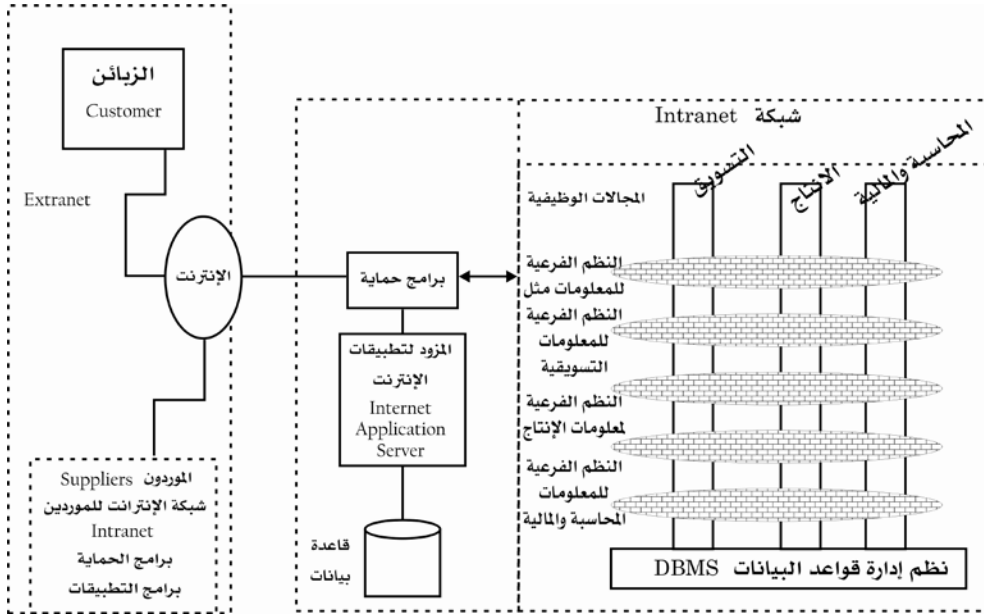 شبكة Intranet
المحاسبة والمالية
الانتاج
التسويق
المجالات الوظيفية
النظم الفرعية
للمعلومات مثل
النظم الفرعية
للمعلومات
التسويقية
النظم الفرعية
لمعلومات الإنتاج
النظم الفرعية
للمعلومات
المحاسبة والمالية
نظم إدارة قواعد البيانات DBMS
برامج حماية
المزود لتطبيقات
الإنترنت
Internet
Application
Server
قاعدة
بيانات
الزبائن
Customer
Extranet
الإنترنت
الموردون Suppliers
شبكة الإنترانت للموردين
Intranet
برامج الحماية
برامج التطبيقات